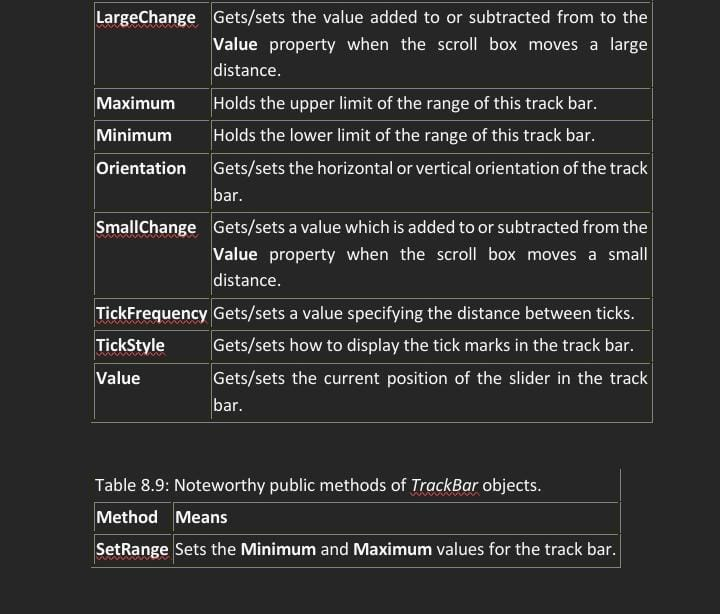 LargeChange Gets/sets the value added to or subtracted from to the
Value property when the scroll box moves a large
distance.
Maximum Holds the upper limit of the range of this track bar.
Minimum Holds the lower limit of the range of this track bar.
Orientation Gets/sets the horizontal or vertical orientation of the track
bar.
SmallChange Gets/sets a value which is added to or subtracted from the
Value property when the scroll box moves a small
distance.
TickFrequency Gets/sets a value specifying the distance between ticks.
TickStyle Gets/sets how to display the tick marks in the track bar.
Value Gets/sets the current position of the slider in the track
bar.
Table 8.9: Noteworthy public methods of TrackBar objects.
Method Means
SetRange Sets the Minimum and Maximum values for the track bar.